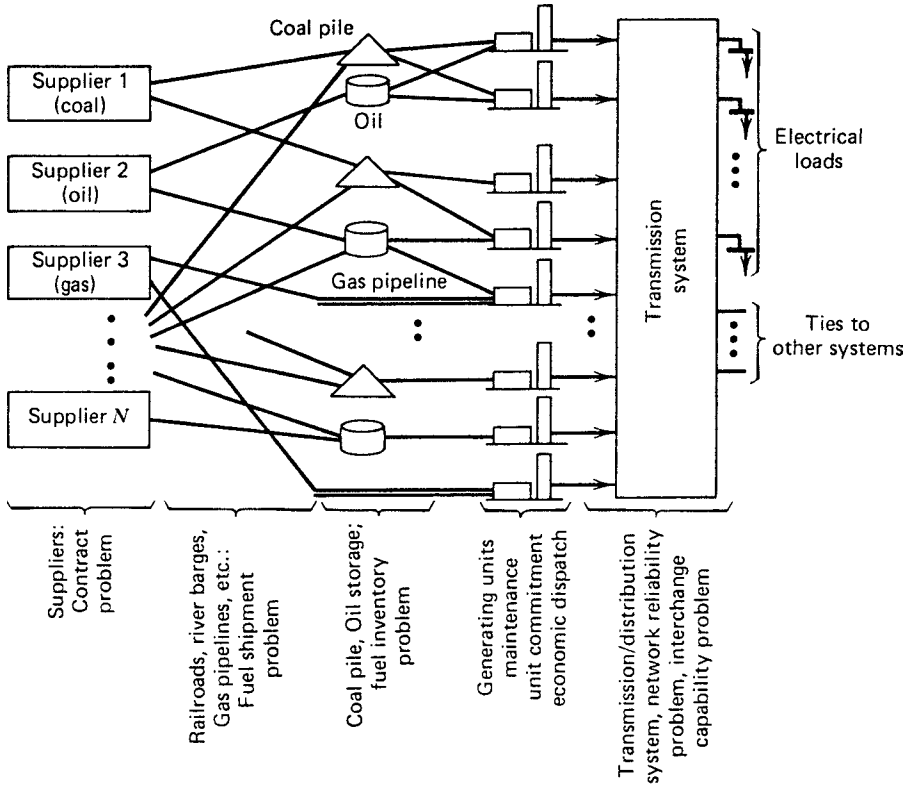 Coal pile
Supplier 1
(coal)
Oil
Supplier 2
(oil)
Supplier 3
(gas)
Gas pipeline
Supplier N
Transmission
system
Electrical
loads
Ties to
other systems
Suppliers:
Contract
problem
Railroads, river barges,
Gas pipelines, etc.:
Fuel shipment
problem
Coal pile, Oil storage;
fuel inventory
problem
Generating units
maintenance
unit commitment
economic dispatch
Transmission/distribution
system, network reliability
problem, interchange
capability problem